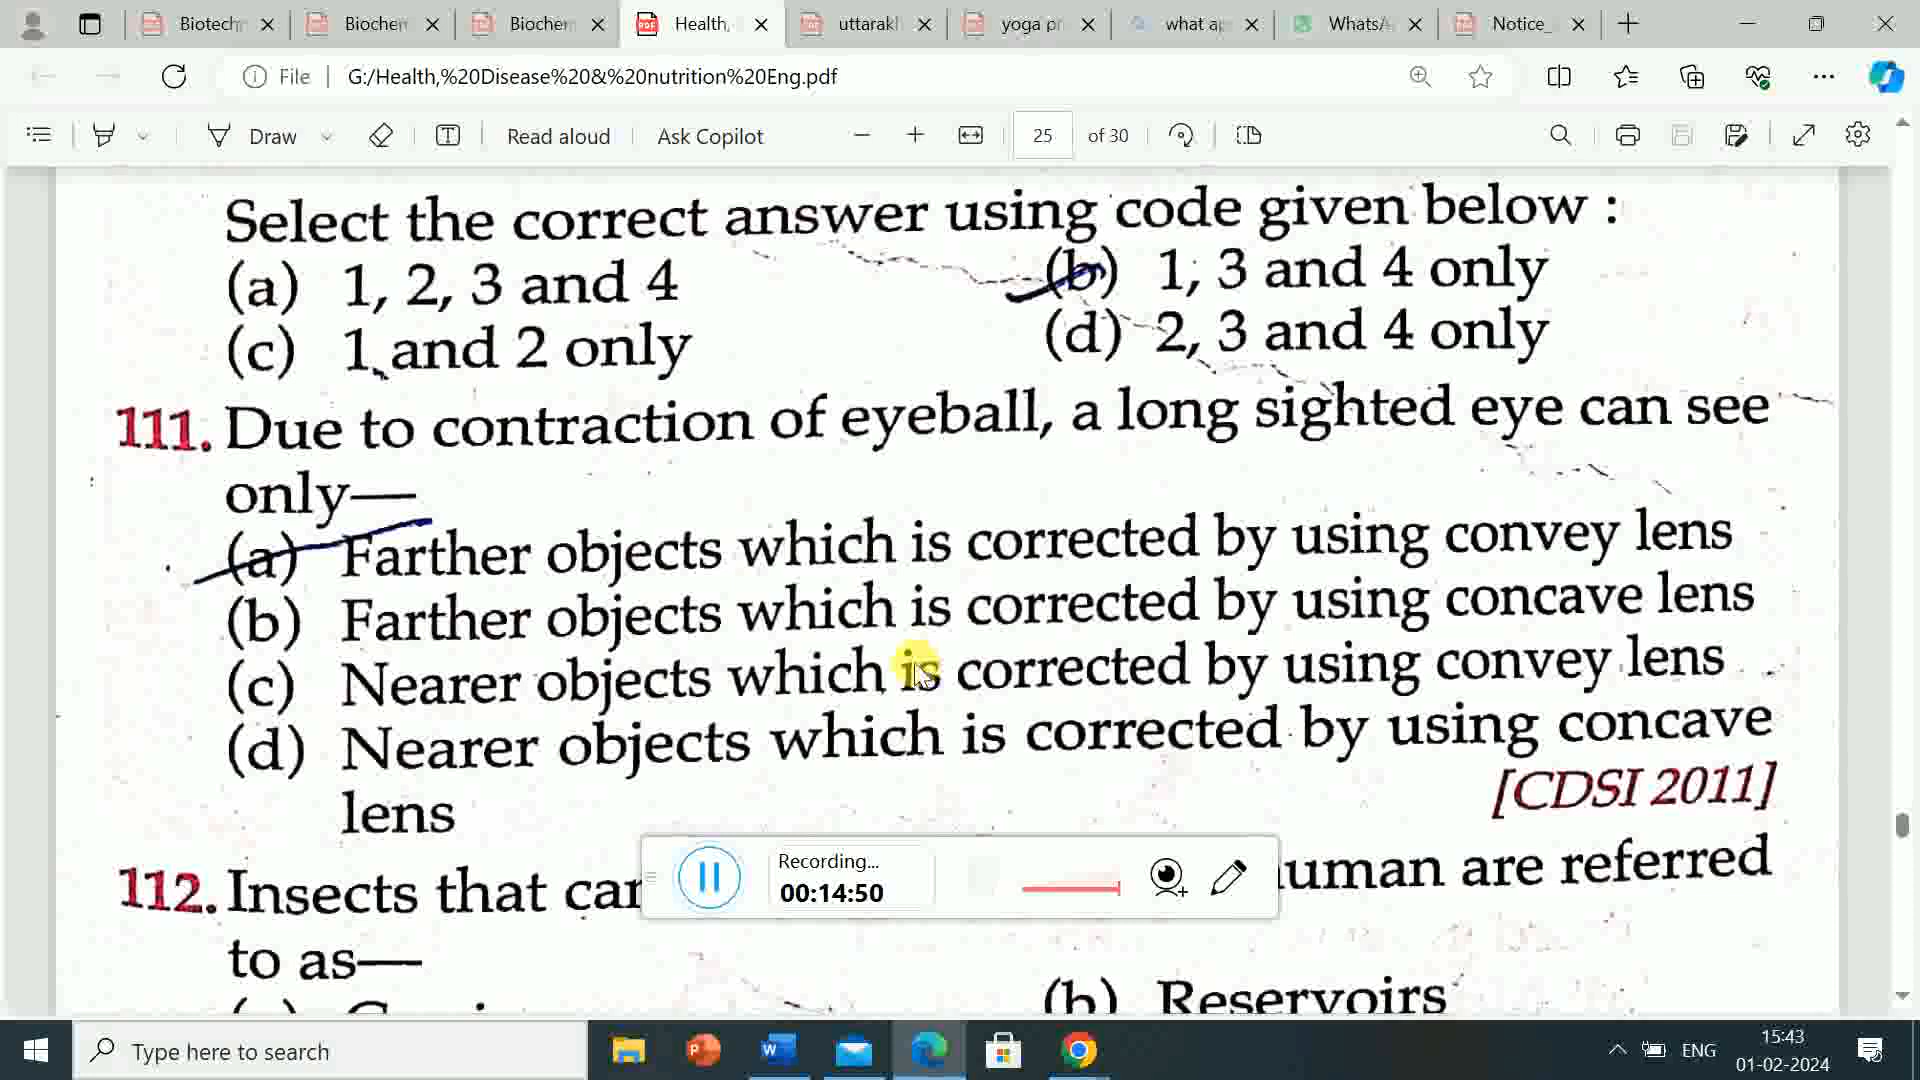 Biotech
Biochem
Biochem
Health,
uttarakh
yoga pr
what ap
WhatsA
Notice_
File
G:/Health,%20Disease%20&%20nutrition%20Eng.pdf
Draw
Read aloud
Ask Copilot
25
of 30
Select the correct answer using code given below :
(a) 1, 2, 3 and 4
(b) 1, 3 and 4 only
(c) 1 and 2 only
(d) 2, 3 and 4 only
111. Due to contraction of eyeball, a long sighted eye can see
only—
(a) Farther objects which is corrected by using convey lens
(b) Farther objects which is corrected by using concave lens
(c) Nearer objects which is corrected by using convey lens
(d) Nearer objects which is corrected by using concave
lens
[CDSI 2011]
112. Insects that car
uman are referred
to as—
(b) Reservoirs
Recording...
00:14:50
Type here to search
ENG
15:43
01-02-2024